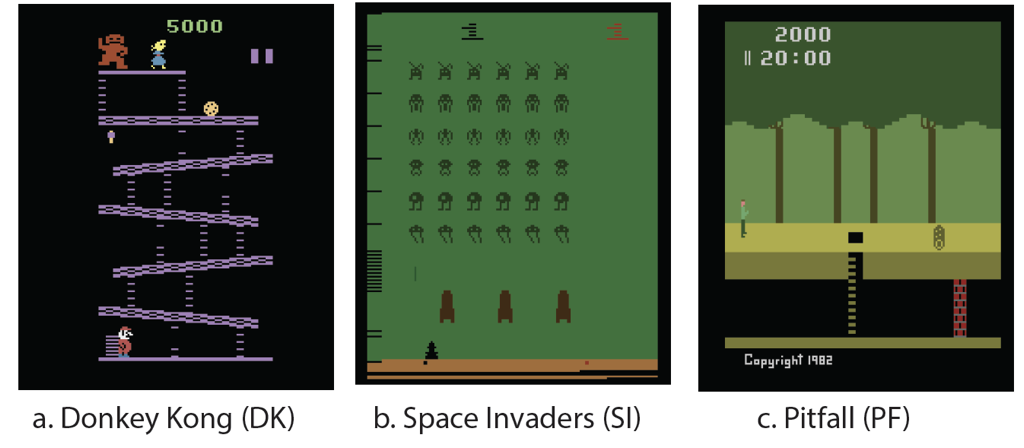 5000
2000
20:00
Copyright 1982
a. Donkey Kong (DK)
b. Space Invaders (SI)
c. Pitfall (PF)